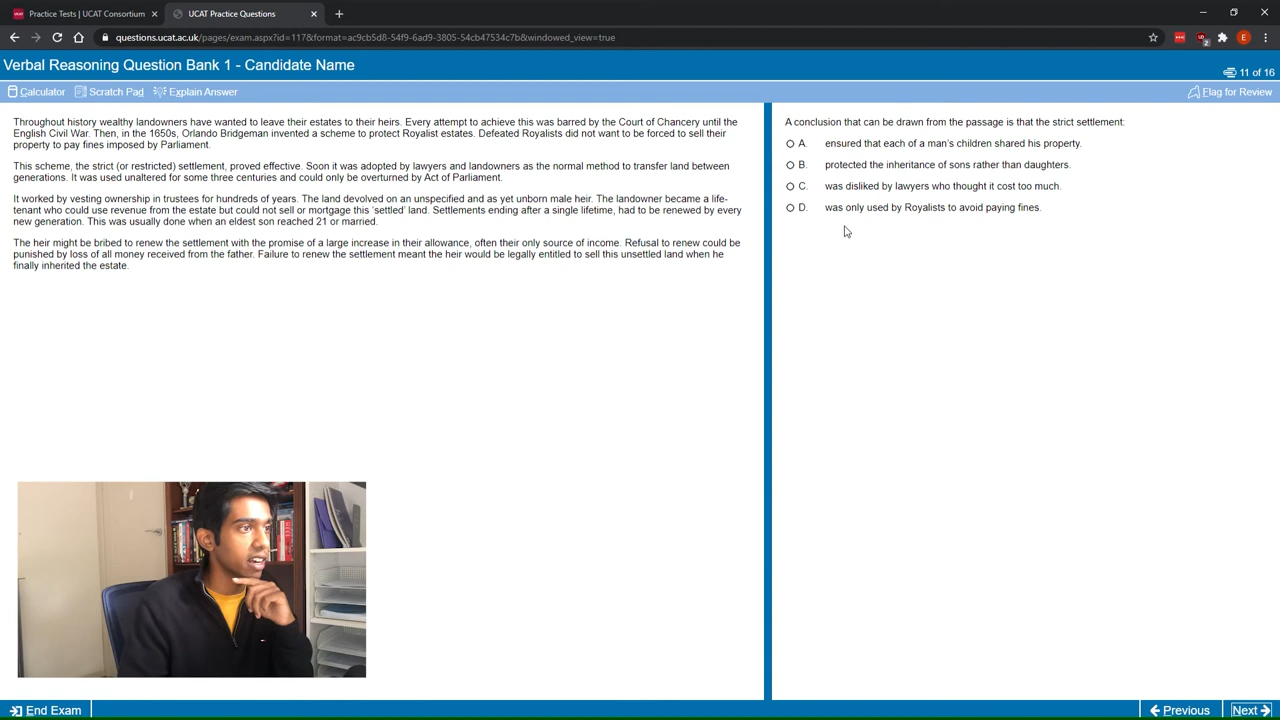 Practice Tests | UCAT Consortium
UCAT Practice Questions
questions.ucat.ac.uk/pages/exam.aspx?id=117&format=ac9cb5d8-54f9-6ad9-3805-54cb47534c7b&windowed_view=true
Verbal Reasoning Question Bank 1 - Candidate Name
11 of 16
Calculator Scratch Pad Explain Answer
Flag for Review
Throughout history wealthy landowners have wanted to leave their estates to their heirs. Every attempt to achieve this was barred by the Court of Chancery until the
English Civil War. Then, in the 1650s, Orlando Bridgeman invented a scheme to protect Royalist estates. Defeated Royalists did not want to be forced to sell their
property to pay fines imposed by Parliament.
This scheme, the strict (or restricted) settlement, proved effective. Soon it was adopted by lawyers and landowners as the normal method to transfer land between
generations. It was used unaltered for some three centuries and could only be overturned by Act of Parliament.
It worked by vesting ownership in trustees for hundreds of years. The land devolved on an unspecified and as yet unborn male heir. The landowner became a life-
tenant who could use revenue from the estate but could not sell or mortgage this ‘settled’ land. Settlements ending after a single lifetime, had to be renewed by every
new generation. This was usually done when an eldest son reached 21 or married.
The heir might be bribed to renew the settlement with the promise of a large increase in their allowance, often their only source of income. Refusal to renew could be
punished by loss of all money received from the father. Failure to renew the settlement meant the heir would be legally entitled to sell this unsettled land when he
finally inherited the estate.
A conclusion that can be drawn from the passage is that the strict settlement:
A. ensured that each of a man's children shared his property.
B. protected the inheritance of sons rather than daughters.
C. was disliked by lawyers who thought it cost too much.
D. was only used by Royalists to avoid paying fines.
End Exam
Previous
Next